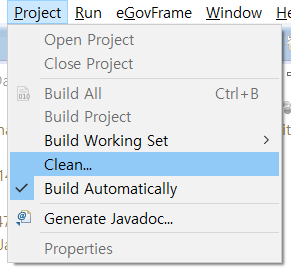 Project Run eGovFrame Window
Open Project
Close Project
Build All Ctrl+B
Build Project
Build Working Set
Clean...
Build Automatically
Generate Javadoc...
Properties